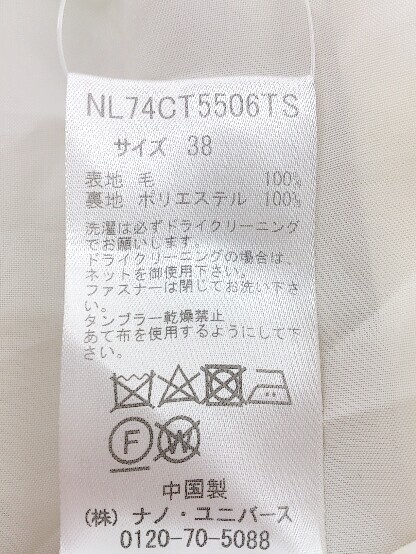 NL74CT5506TS
サイズ 38
表地 毛 100%
裏地 ポリエステル 100%
洗濯は必ずドライクリーニング
でお願いします。
ドライクリーニングの場合は、
ネットを御使用下さい。
ファスナーは閉じてお洗い下さ
い。
タンブラー乾燥禁止
あて布を使用するようにして下
さい。
F W
中国製
(株) ナノ・ユニバース
0120-70-5088